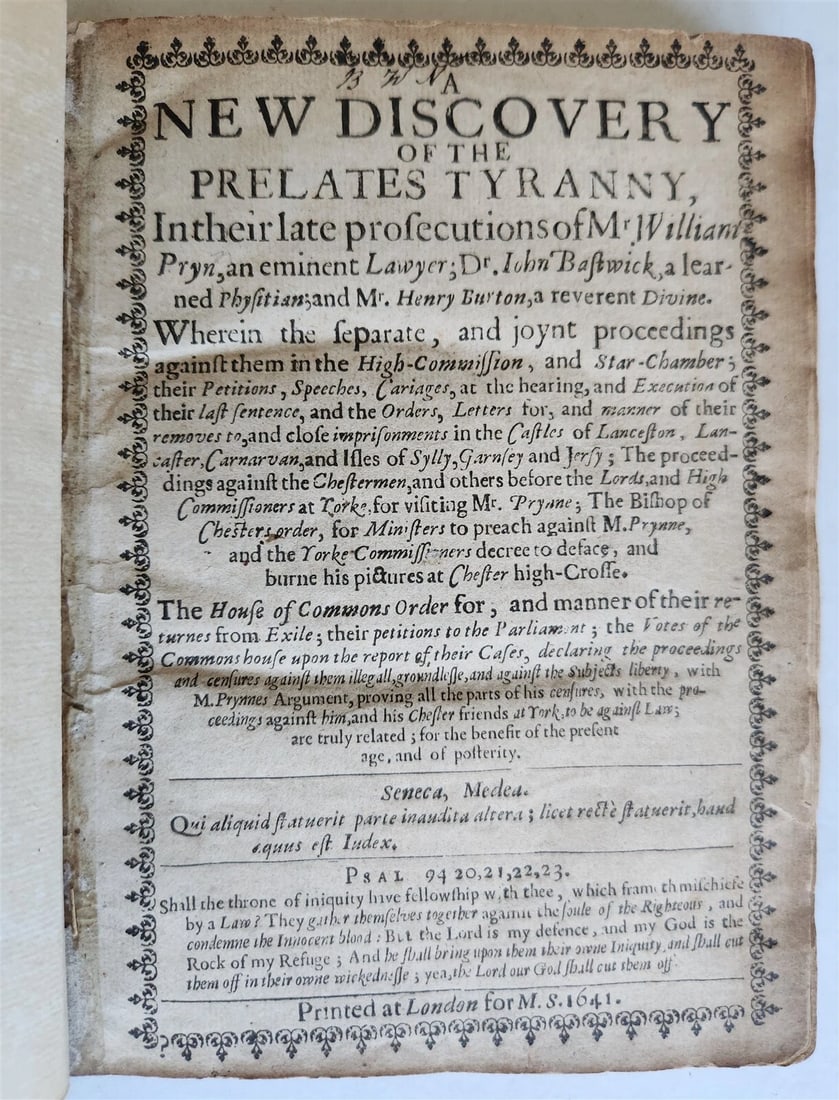 B W N
A
NEW DISCOVERY
OF THE
PRELATES TYRANNY,
In their late proſecutions of Mr. William
Pryn, an eminent Lawyer; Dr. Iohn Baſtwick, a lear-
ned Phyſitian; and Mr. Henry Burton, a reverent Divine.
Wherein the ſeparate, and joynt proceedings
againſt them in the High-Commiſſion, and Star-Chamber;
their Petitions, Speeches, Cariages, at the hearing, and Execution of
their laſt ſentence, and the Orders, Letters for, and manner of their
removes to, and cloſe impriſonments in the Caſtles of Lanceſton, Lan-
caſter, Carnarvan, and Iſles of Sylly, Garnſey and Jerſy; The proceed-
dings againſt the Cheſtermen, and others before the Lords, and High
Commiſſioners at Yorke, for viſiting Mr. Prynne; The Biſhop of
Cheſters order, for Miniſters to preach againſt M. Prynne,
and the Yorke Commiſſioners decree to deface, and
burne his pictures at Cheſter high-Croſſe.
The Houſe of Commons Order for, and manner of their re-
turnes from Exile; their petitions to the Parliament; the Votes of the
Commons houſe upon the report of their Caſes, declaring the proceedings
and cenſures againſt them illegall, groundleſſe, and againſt the Subjects liberty, with
M. Prynnes Argument, proving all the parts of his cenſures, with the pro-
ceedings againſt him, and his Cheſter friends at York, to be againſt Law;
are truly related; for the benefit of the preſent
age, and of poſterity.
Seneca, Medea.
Qui aliquid ſtatuerit parte inaudita altera; licet rectè ſtatuerit, haud
æquus eſt Iudex.
PSAL 94 20,21,22,23.
Shall the throne of iniquity have fellowſhip with thee, which frameth miſchieſe
by a Law? They gather themſelves together againſt the ſoule of the Righteous, and
condemne the Innocent blood: But the Lord is my defence, and my God is the
Rock of my Refuge; And he ſhall bring upon them their owne Iniquity, and ſhall cut
them off in their owne wickedneſſe; yea, the Lord our God ſhall cut them off.
Printed at London for M. S. 1641.